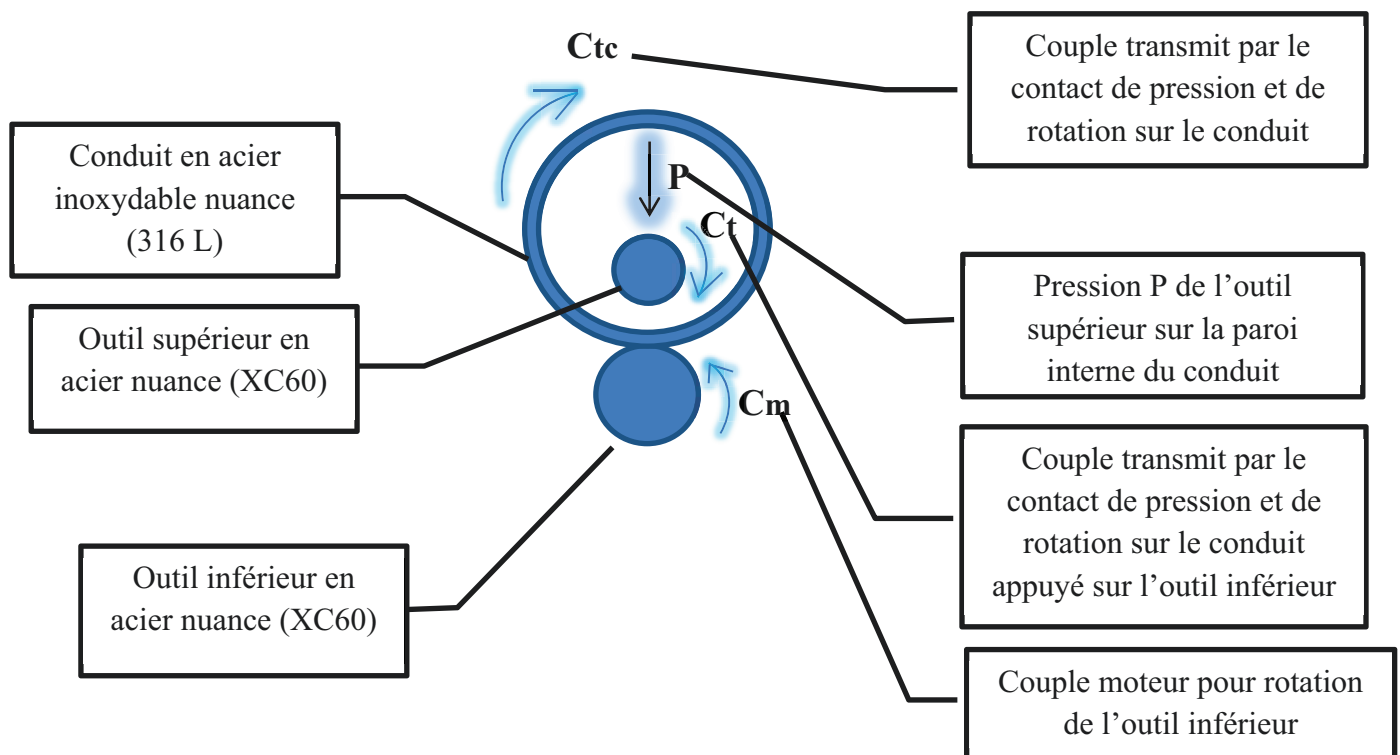 Ctc
Couple transmit par le
contact de pression et de
rotation sur le conduit
Conduit en acier
inoxydable nuance
(316 L)
P
Ct
Pression P de l’outil
supérieur sur la paroi
interne du conduit
Outil supérieur en
acier nuance (XC60)
Cm
Couple transmit par le
contact de pression et de
rotation sur le conduit
appuyé sur l’outil inférieur
Outil inférieur en
acier nuance (XC60)
Couple moteur pour rotation
de l’outil inférieur